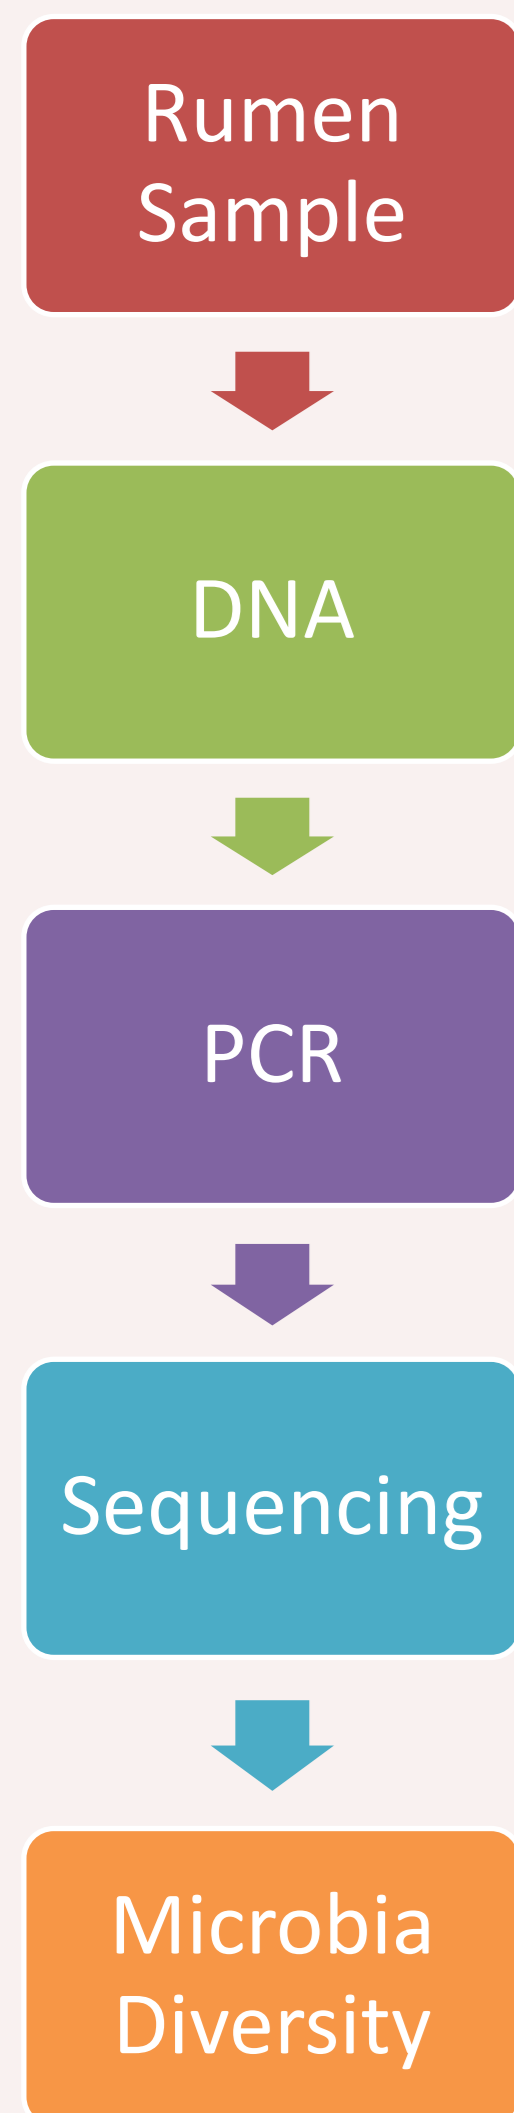 Rumen
Sample
DNA
PCR
Sequencing
Microbia
Diversity